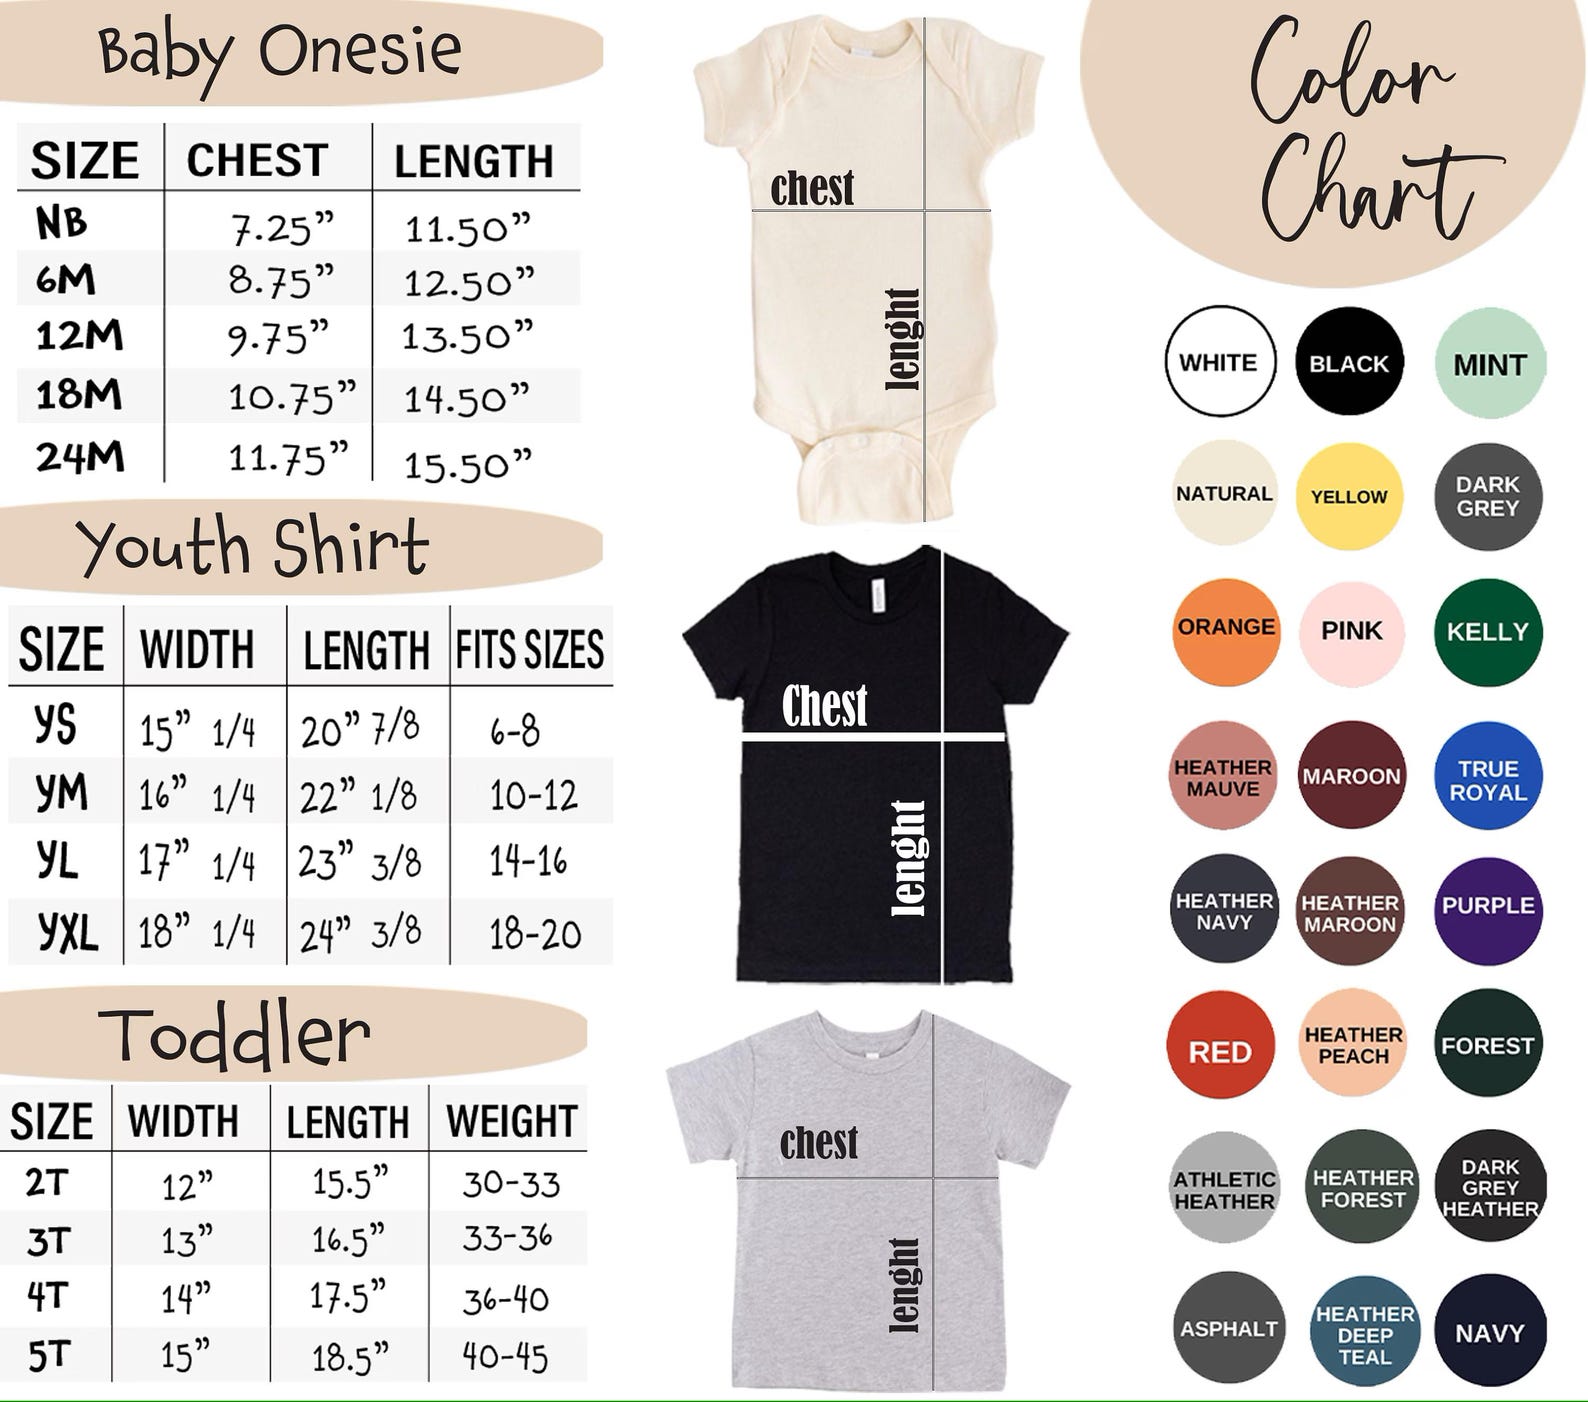 Baby Onesie
SIZE CHEST LENGTH
NB 7.25” 11.50”
6M 8.75” 12.50”
12M 9.75” 13.50”
18M 10.75” 14.50”
24M 11.75” 15.50”
Youth Shirt
SIZE WIDTH LENGTH FITS SIZES
YS 15” 1/4 20” 7/8 6-8
YM 16” 1/4 22” 1/8 10-12
YL 17” 1/4 23” 3/8 14-16
YXL 18” 1/4 24” 3/8 18-20
Toddler
SIZE WIDTH LENGTH WEIGHT
2T 12” 15.5” 30-33
3T 13” 16.5” 33-36
4T 14” 17.5” 36-40
5T 15” 18.5” 40-45
chest
lenght
Chest
lenght
chest
lenght
Color
Chart
WHITE
BLACK
MINT
NATURAL
YELLOW
DARK
GREY
ORANGE
PINK
KELLY
HEATHER
MAUVE
MAROON
TRUE
ROYAL
HEATHER
NAVY
HEATHER
MAROON
PURPLE
RED
HEATHER
PEACH
FOREST
ATHLETIC
HEATHER
HEATHER
FOREST
DARK
GREY
HEATHER
ASPHALT
HEATHER
DEEP
TEAL
NAVY